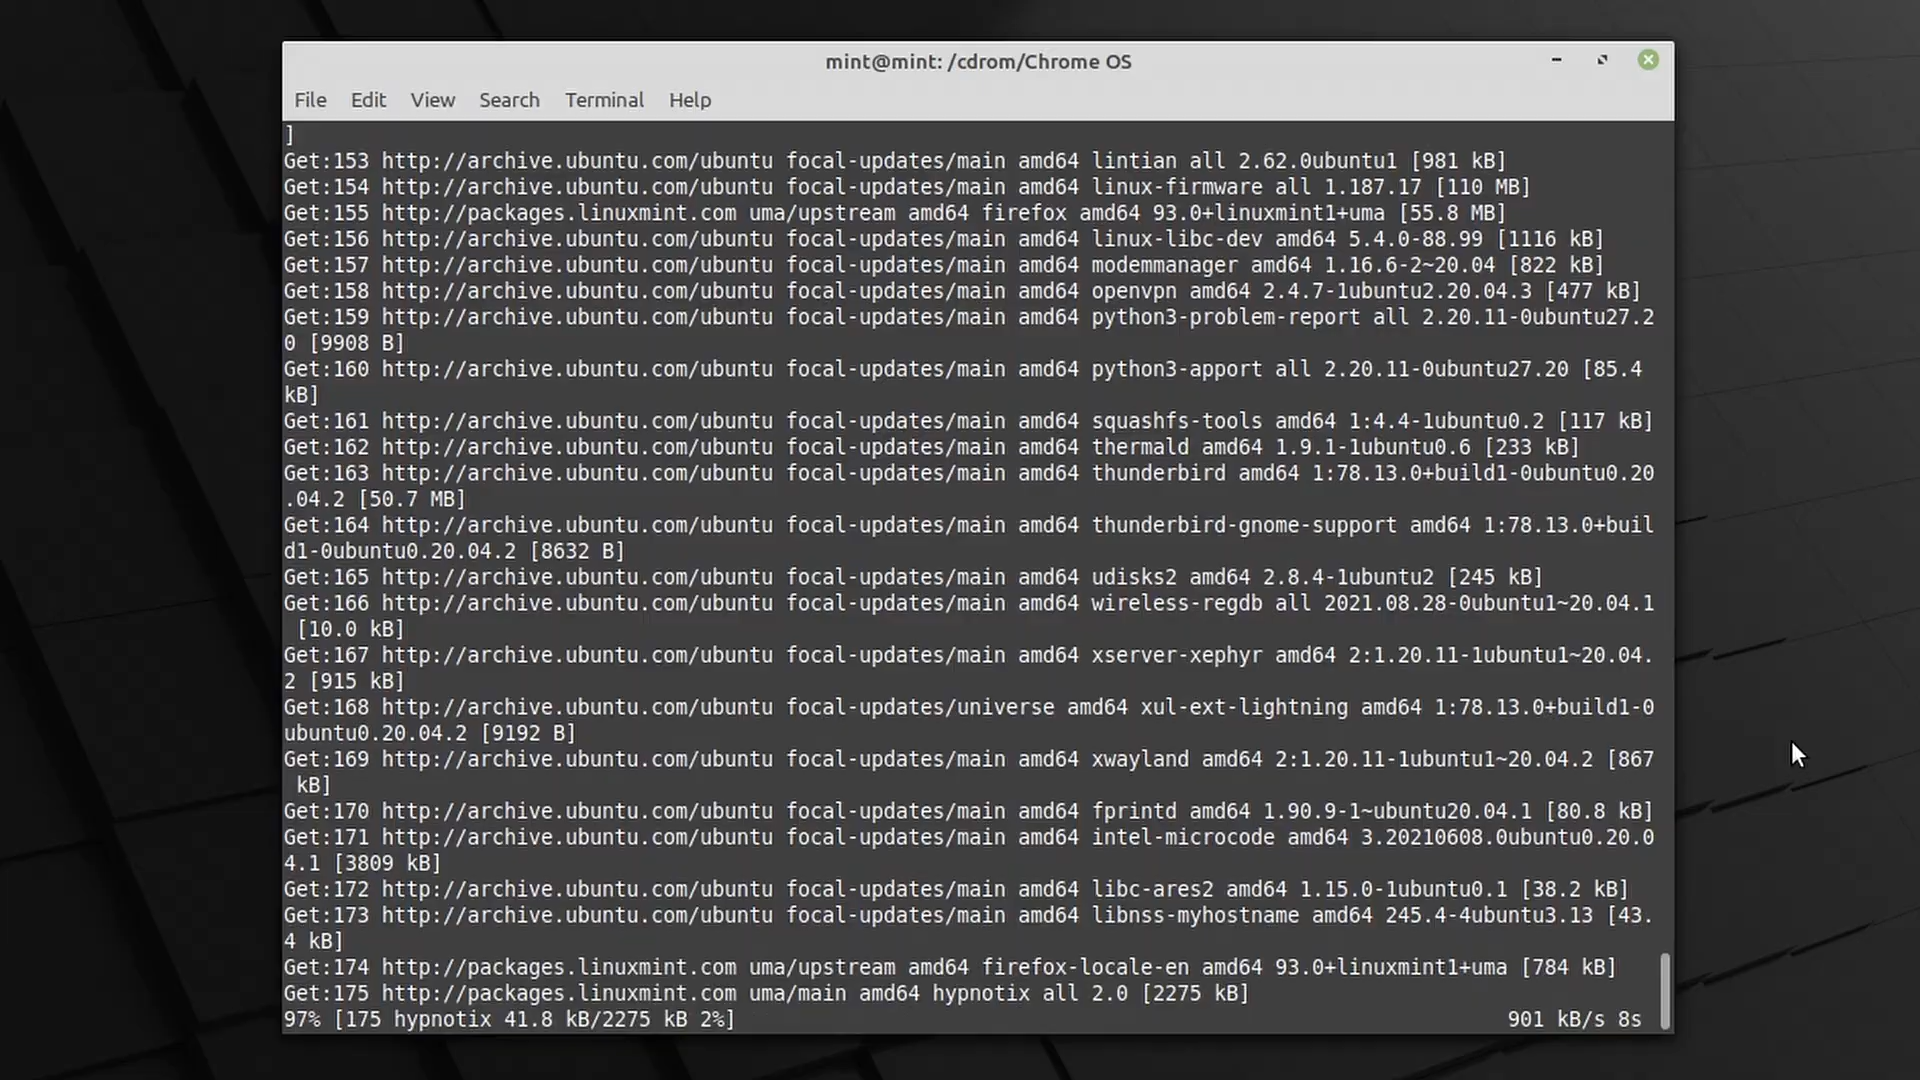 mint@mint: /cdrom/Chrome OS
File Edit View Search Terminal Help
]
Get:153 http://archive.ubuntu.com/ubuntu focal-updates/main amd64 lintian all 2.62.0ubuntu1 [981 kB]
Get:154 http://archive.ubuntu.com/ubuntu focal-updates/main amd64 linux-firmware all 1.187.17 [110 MB]
Get:155 http://packages.linuxmint.com uma/upstream amd64 firefox amd64 93.0+linuxmint1+uma [55.8 MB]
Get:156 http://archive.ubuntu.com/ubuntu focal-updates/main amd64 linux-libc-dev amd64 5.4.0-88.99 [1116 kB]
Get:157 http://archive.ubuntu.com/ubuntu focal-updates/main amd64 modemmanager amd64 1.16.6-2~20.04 [822 kB]
Get:158 http://archive.ubuntu.com/ubuntu focal-updates/main amd64 openvpn amd64 2.4.7-1ubuntu2.20.04.3 [477 kB]
Get:159 http://archive.ubuntu.com/ubuntu focal-updates/main amd64 python3-problem-report all 2.20.11-0ubuntu27.2
0 [9908 B]
Get:160 http://archive.ubuntu.com/ubuntu focal-updates/main amd64 python3-apport all 2.20.11-0ubuntu27.20 [85.4
kB]
Get:161 http://archive.ubuntu.com/ubuntu focal-updates/main amd64 squashfs-tools amd64 1:4.4-1ubuntu0.2 [117 kB]
Get:162 http://archive.ubuntu.com/ubuntu focal-updates/main amd64 thermald amd64 1.9.1-1ubuntu0.6 [233 kB]
Get:163 http://archive.ubuntu.com/ubuntu focal-updates/main amd64 thunderbird amd64 1:78.13.0+build1-0ubuntu0.20
.04.2 [50.7 MB]
Get:164 http://archive.ubuntu.com/ubuntu focal-updates/main amd64 thunderbird-gnome-support amd64 1:78.13.0+buil
d1-0ubuntu0.20.04.2 [8632 B]
Get:165 http://archive.ubuntu.com/ubuntu focal-updates/main amd64 udisks2 amd64 2.8.4-1ubuntu2 [245 kB]
Get:166 http://archive.ubuntu.com/ubuntu focal-updates/main amd64 wireless-regdb all 2021.08.28-0ubuntu1~20.04.1
[10.0 kB]
Get:167 http://archive.ubuntu.com/ubuntu focal-updates/main amd64 xserver-xephyr amd64 2:1.20.11-1ubuntu1~20.04.
2 [915 kB]
Get:168 http://archive.ubuntu.com/ubuntu focal-updates/universe amd64 xul-ext-lightning amd64 1:78.13.0+build1-0
ubuntu0.20.04.2 [9192 B]
Get:169 http://archive.ubuntu.com/ubuntu focal-updates/main amd64 xwayland amd64 2:1.20.11-1ubuntu1~20.04.2 [867
kB]
Get:170 http://archive.ubuntu.com/ubuntu focal-updates/main amd64 fprintd amd64 1.90.9-1~ubuntu20.04.1 [80.8 kB]
Get:171 http://archive.ubuntu.com/ubuntu focal-updates/main amd64 intel-microcode amd64 3.20210608.0ubuntu0.20.0
4.1 [3809 kB]
Get:172 http://archive.ubuntu.com/ubuntu focal-updates/main amd64 libc-ares2 amd64 1.15.0-1ubuntu0.1 [38.2 kB]
Get:173 http://archive.ubuntu.com/ubuntu focal-updates/main amd64 libnss-myhostname amd64 245.4-4ubuntu3.13 [43.
4 kB]
Get:174 http://packages.linuxmint.com uma/upstream amd64 firefox-locale-en amd64 93.0+linuxmint1+uma [784 kB]
Get:175 http://packages.linuxmint.com uma/main amd64 hypnotix all 2.0 [2275 kB]
97% [175 hypnotix 41.8 kB/2275 kB 2%] 901 kB/s 8s